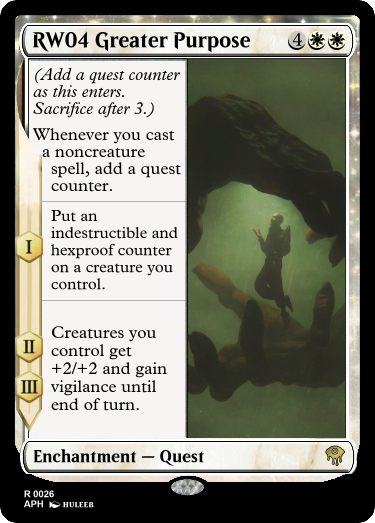 RW04 Greater Purpose 4
(Add a quest counter
as this enters.
Sacrifice after 3.)
Whenever you cast
a noncreature
spell, add a quest
counter.
I
Put an
indestructible and
hexproof counter
on a creature you
control.
II
III
Creatures you
control get
+2/+2 and gain
vigilance until
end of turn.
Enchantment — Quest
R 0026
APH HULEEB